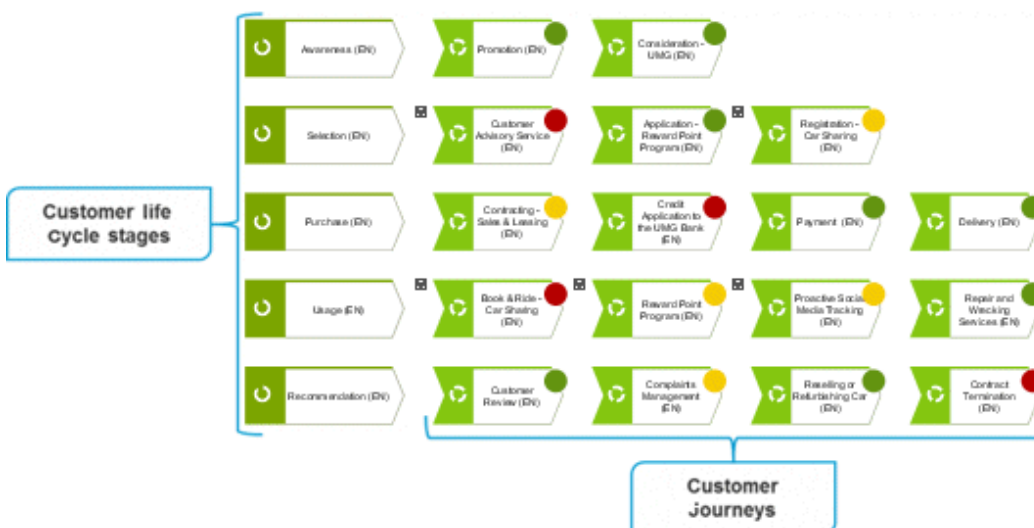 Awareness (EN)
Promotion (EN)
Consideration -
UMG (EN)
Selection (EN)
Customer
Advisory Service
(EN)
Application -
Reward Point
Program (EN)
Registration -
Car Sharing
(EN)
Customer life
Cycle stages
Purchase (EN)
Contracting -
Sales & Leasing
(EN)
Credit
Application to
the UMG Bank
(EN)
Payment (EN)
Delivery (EN)
Usage (EN)
Book & Ride -
Car Sharing
(EN)
Reward Point
Program (EN)
Proactive Social
Media Tracking
(EN)
Repair and
Wrecking
Services (EN)
Recommendation (EN)
Customer
Review (EN)
Complaints
Management
(EN)
Reselling or
Refurbishing Car
(EN)
Contract
Termination
(EN)
Customer
Journeys